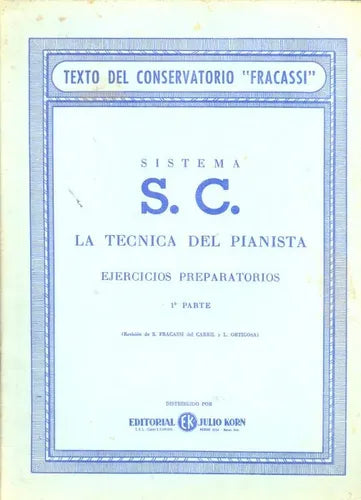 TEXTO DEL CONSERVATORIO "FRACASSI"
SISTEMA
S. C.
LA TECNICA DEL PIANISTA
EJERCICIOS PREPARATORIOS
1ª PARTE
(Revisión de S. FRACASSI del CARRIL y L. ORTIGOSA)
DISTRIBUIDO POR
EDITORIAL EK JULIO KORN